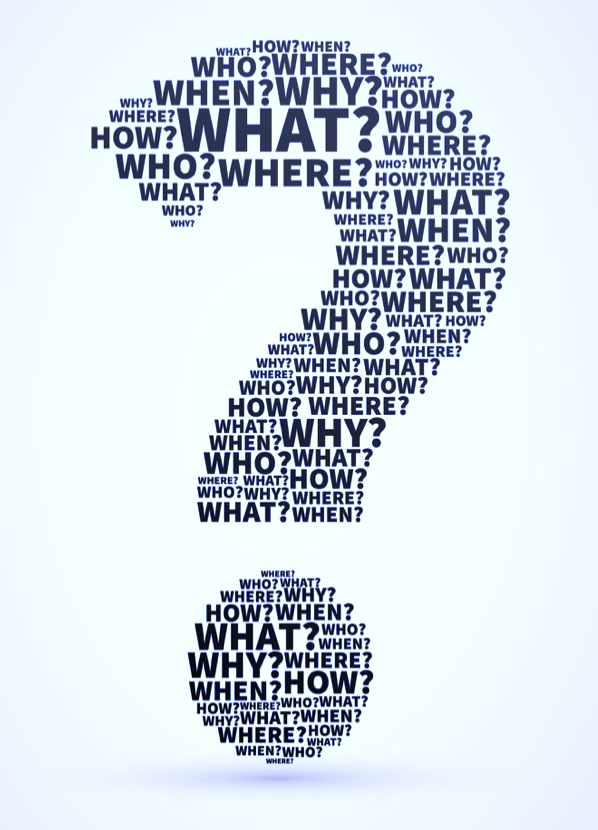 WHAT? HOW? WHEN?
WHO? WHERE? WHO?
WHEN? WHY? WHAT?
WHY? HOW?
WHERE? WHAT? WHO?
HOW? WHERE?
WHO? WHERE? WHO? WHY? HOW?
HOW? WHERE?
WHAT? WHY? WHAT?
WHO? WHERE?
WHY? WHAT? WHEN?
WHERE? WHO?
HOW? WHAT?
WHO? WHERE?
WHY? WHAT? HOW?
HOW? WHO? WHEN?
WHAT? WHERE?
WHY? WHEN? WHAT?
WHERE?
WHO? WHY? HOW?
HOW? WHERE?
WHAT? WHY?
WHEN?
WHO? WHAT?
WHERE? WHAT? HOW?
WHO? WHY? WHERE?
WHAT? WHEN?
WHERE?
WHO? WHAT?
WHERE? WHY?
HOW? WHEN?
WHAT? WHO?
WHEN?
WHY? WHERE?
WHEN? HOW?
HOW? WHERE? WHO? WHAT?
WHY? WHAT? WHEN?
WHERE? HOW?
WHAT?
WHEN? WHO?
WHERE?